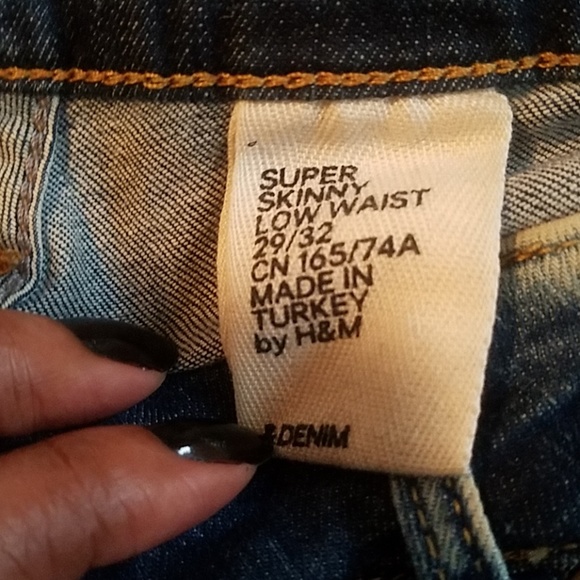 SUPER
SKINNY
LOW WAIST
29/32
CN 165/74A
MADE IN
TURKEY
by H&M
&DENIM